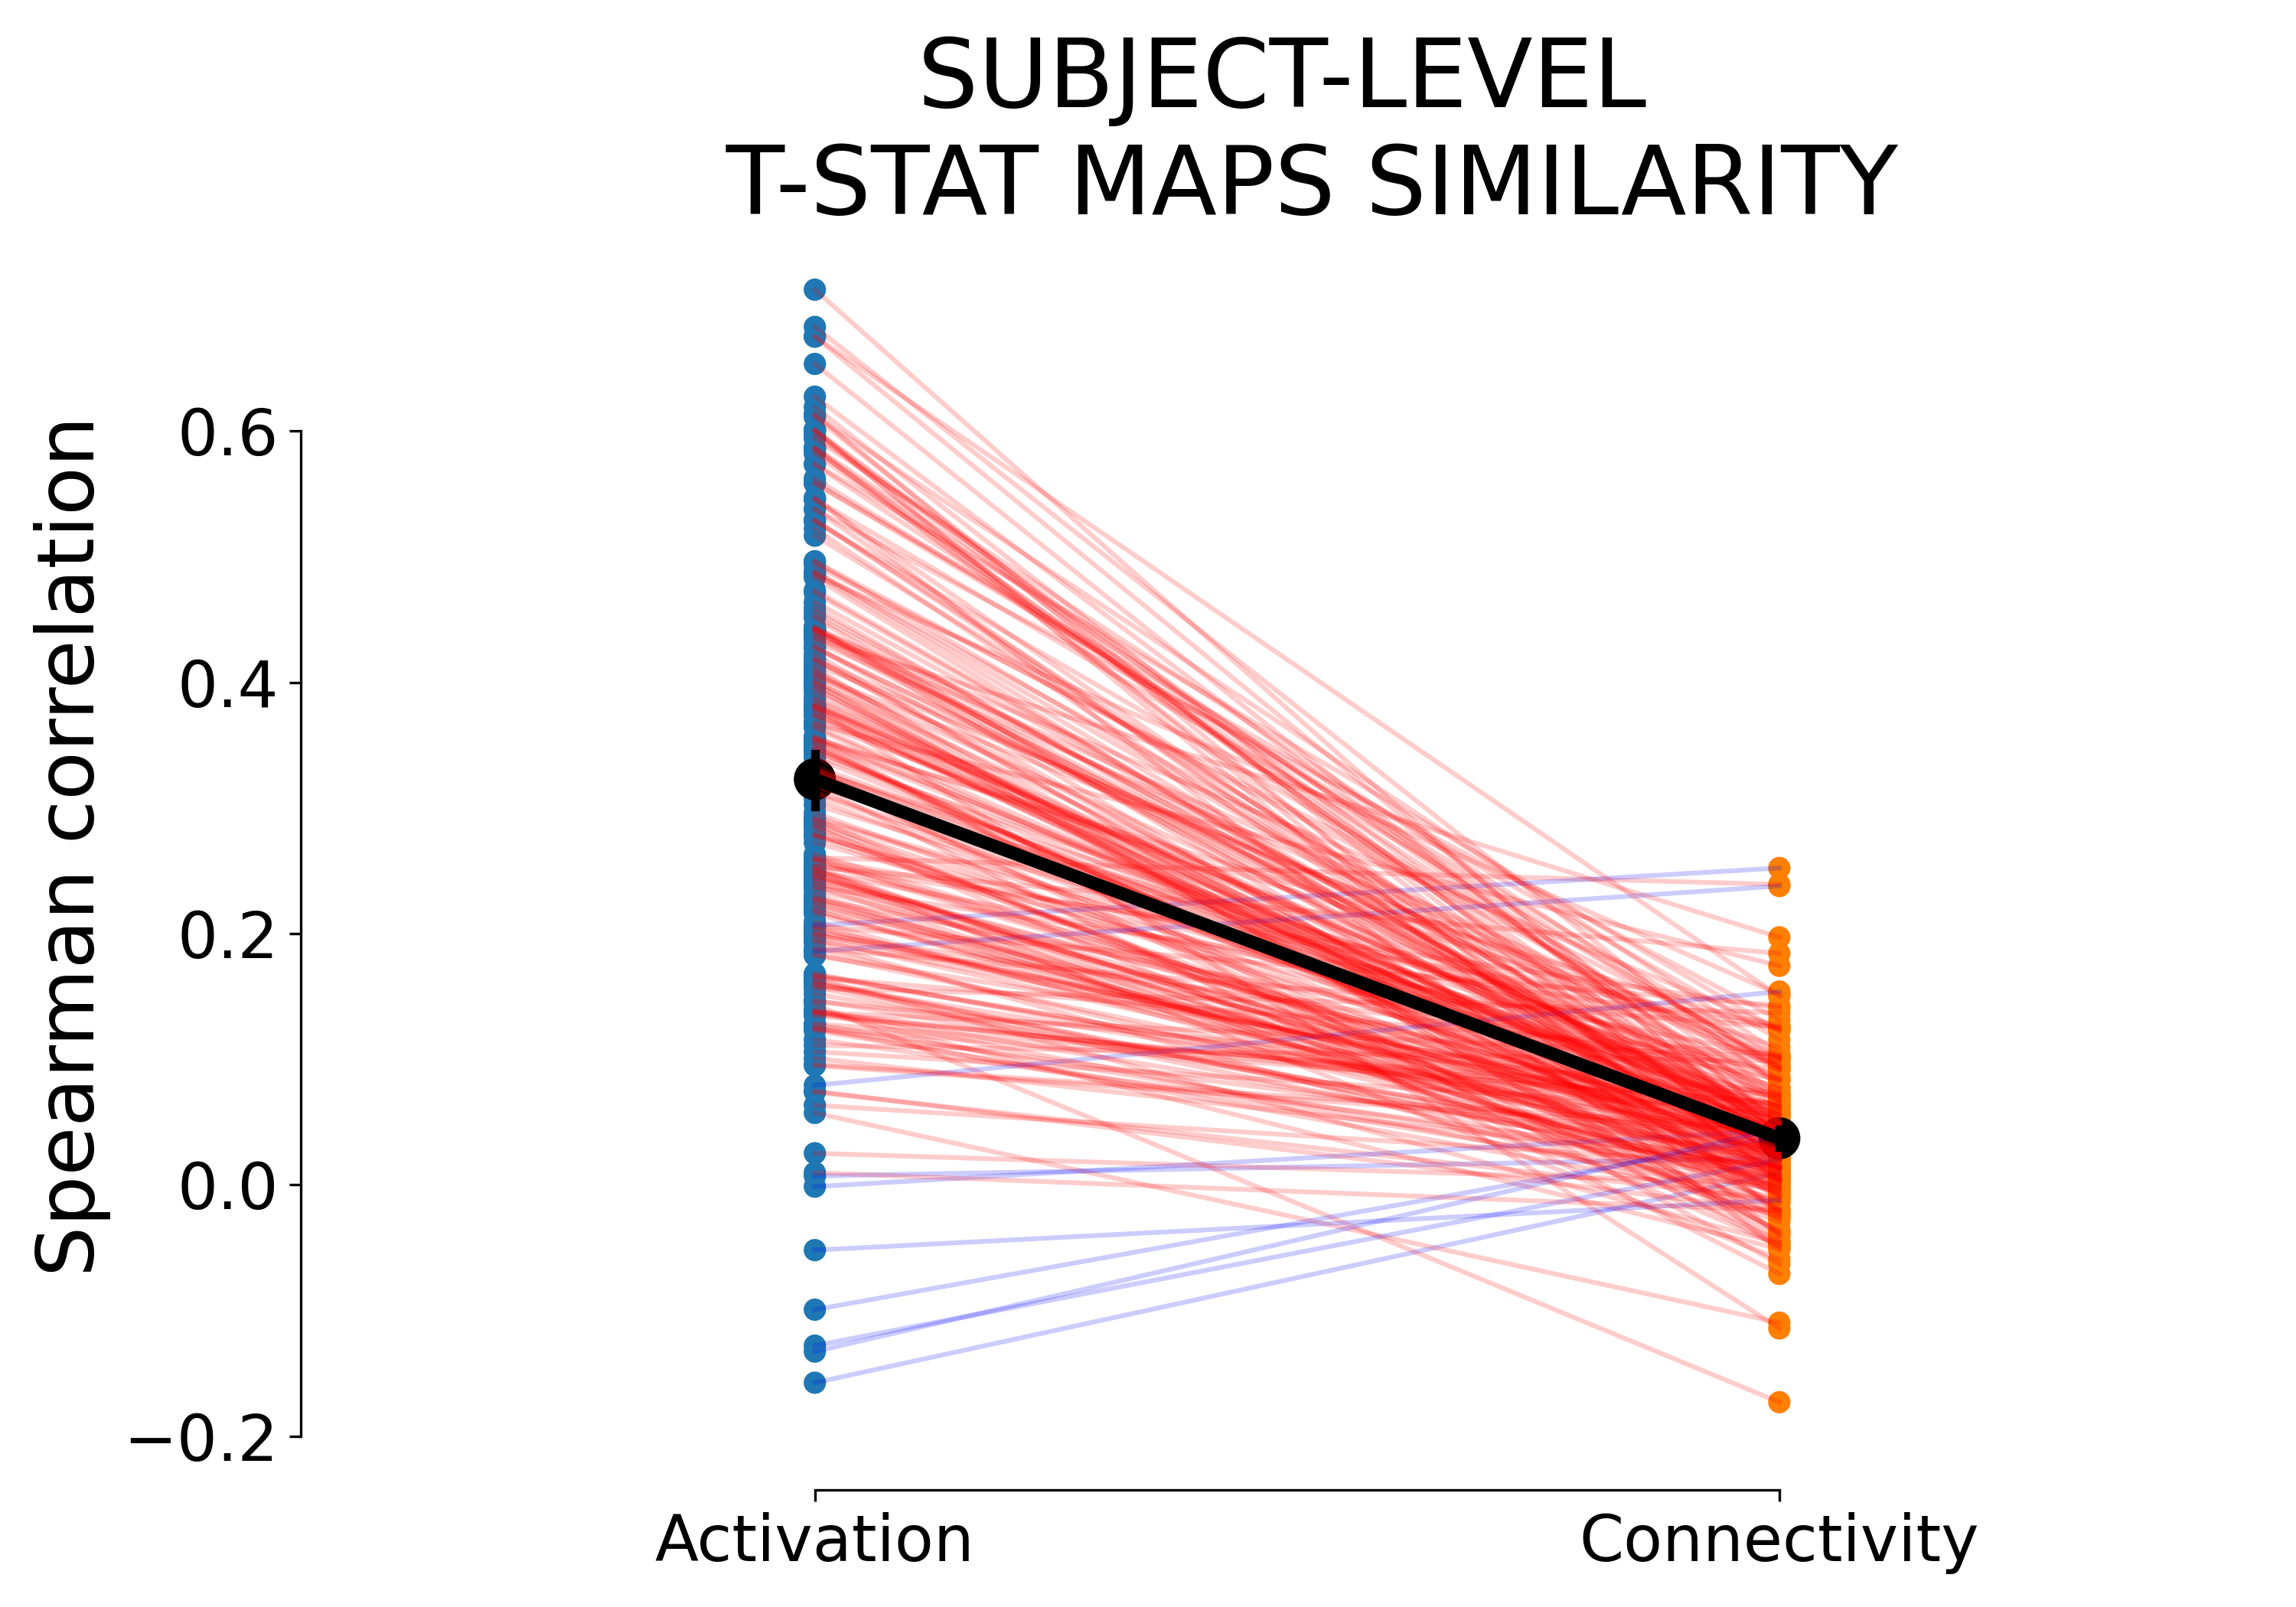 SUBJECT-LEVEL
T-STAT MAPS SIMILARITY
Spearman correlation
0.6
0.4
0.2
0.0
−0.2
Activation
Connectivity